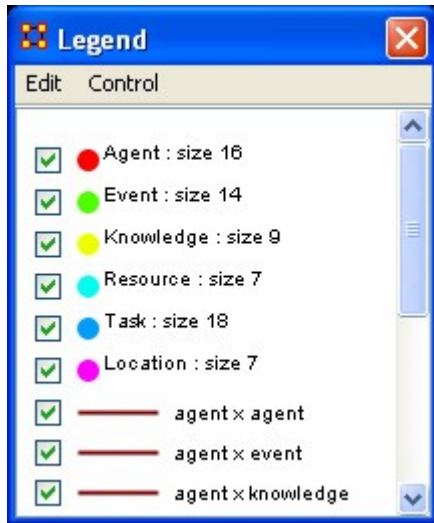 Legend
Edit Control
Agent : size 16
Event : size 14
Knowledge : size 9
Resource : size 7
Task : size 18
Location : size 7
agent x agent
agent x event
agent x knowledge